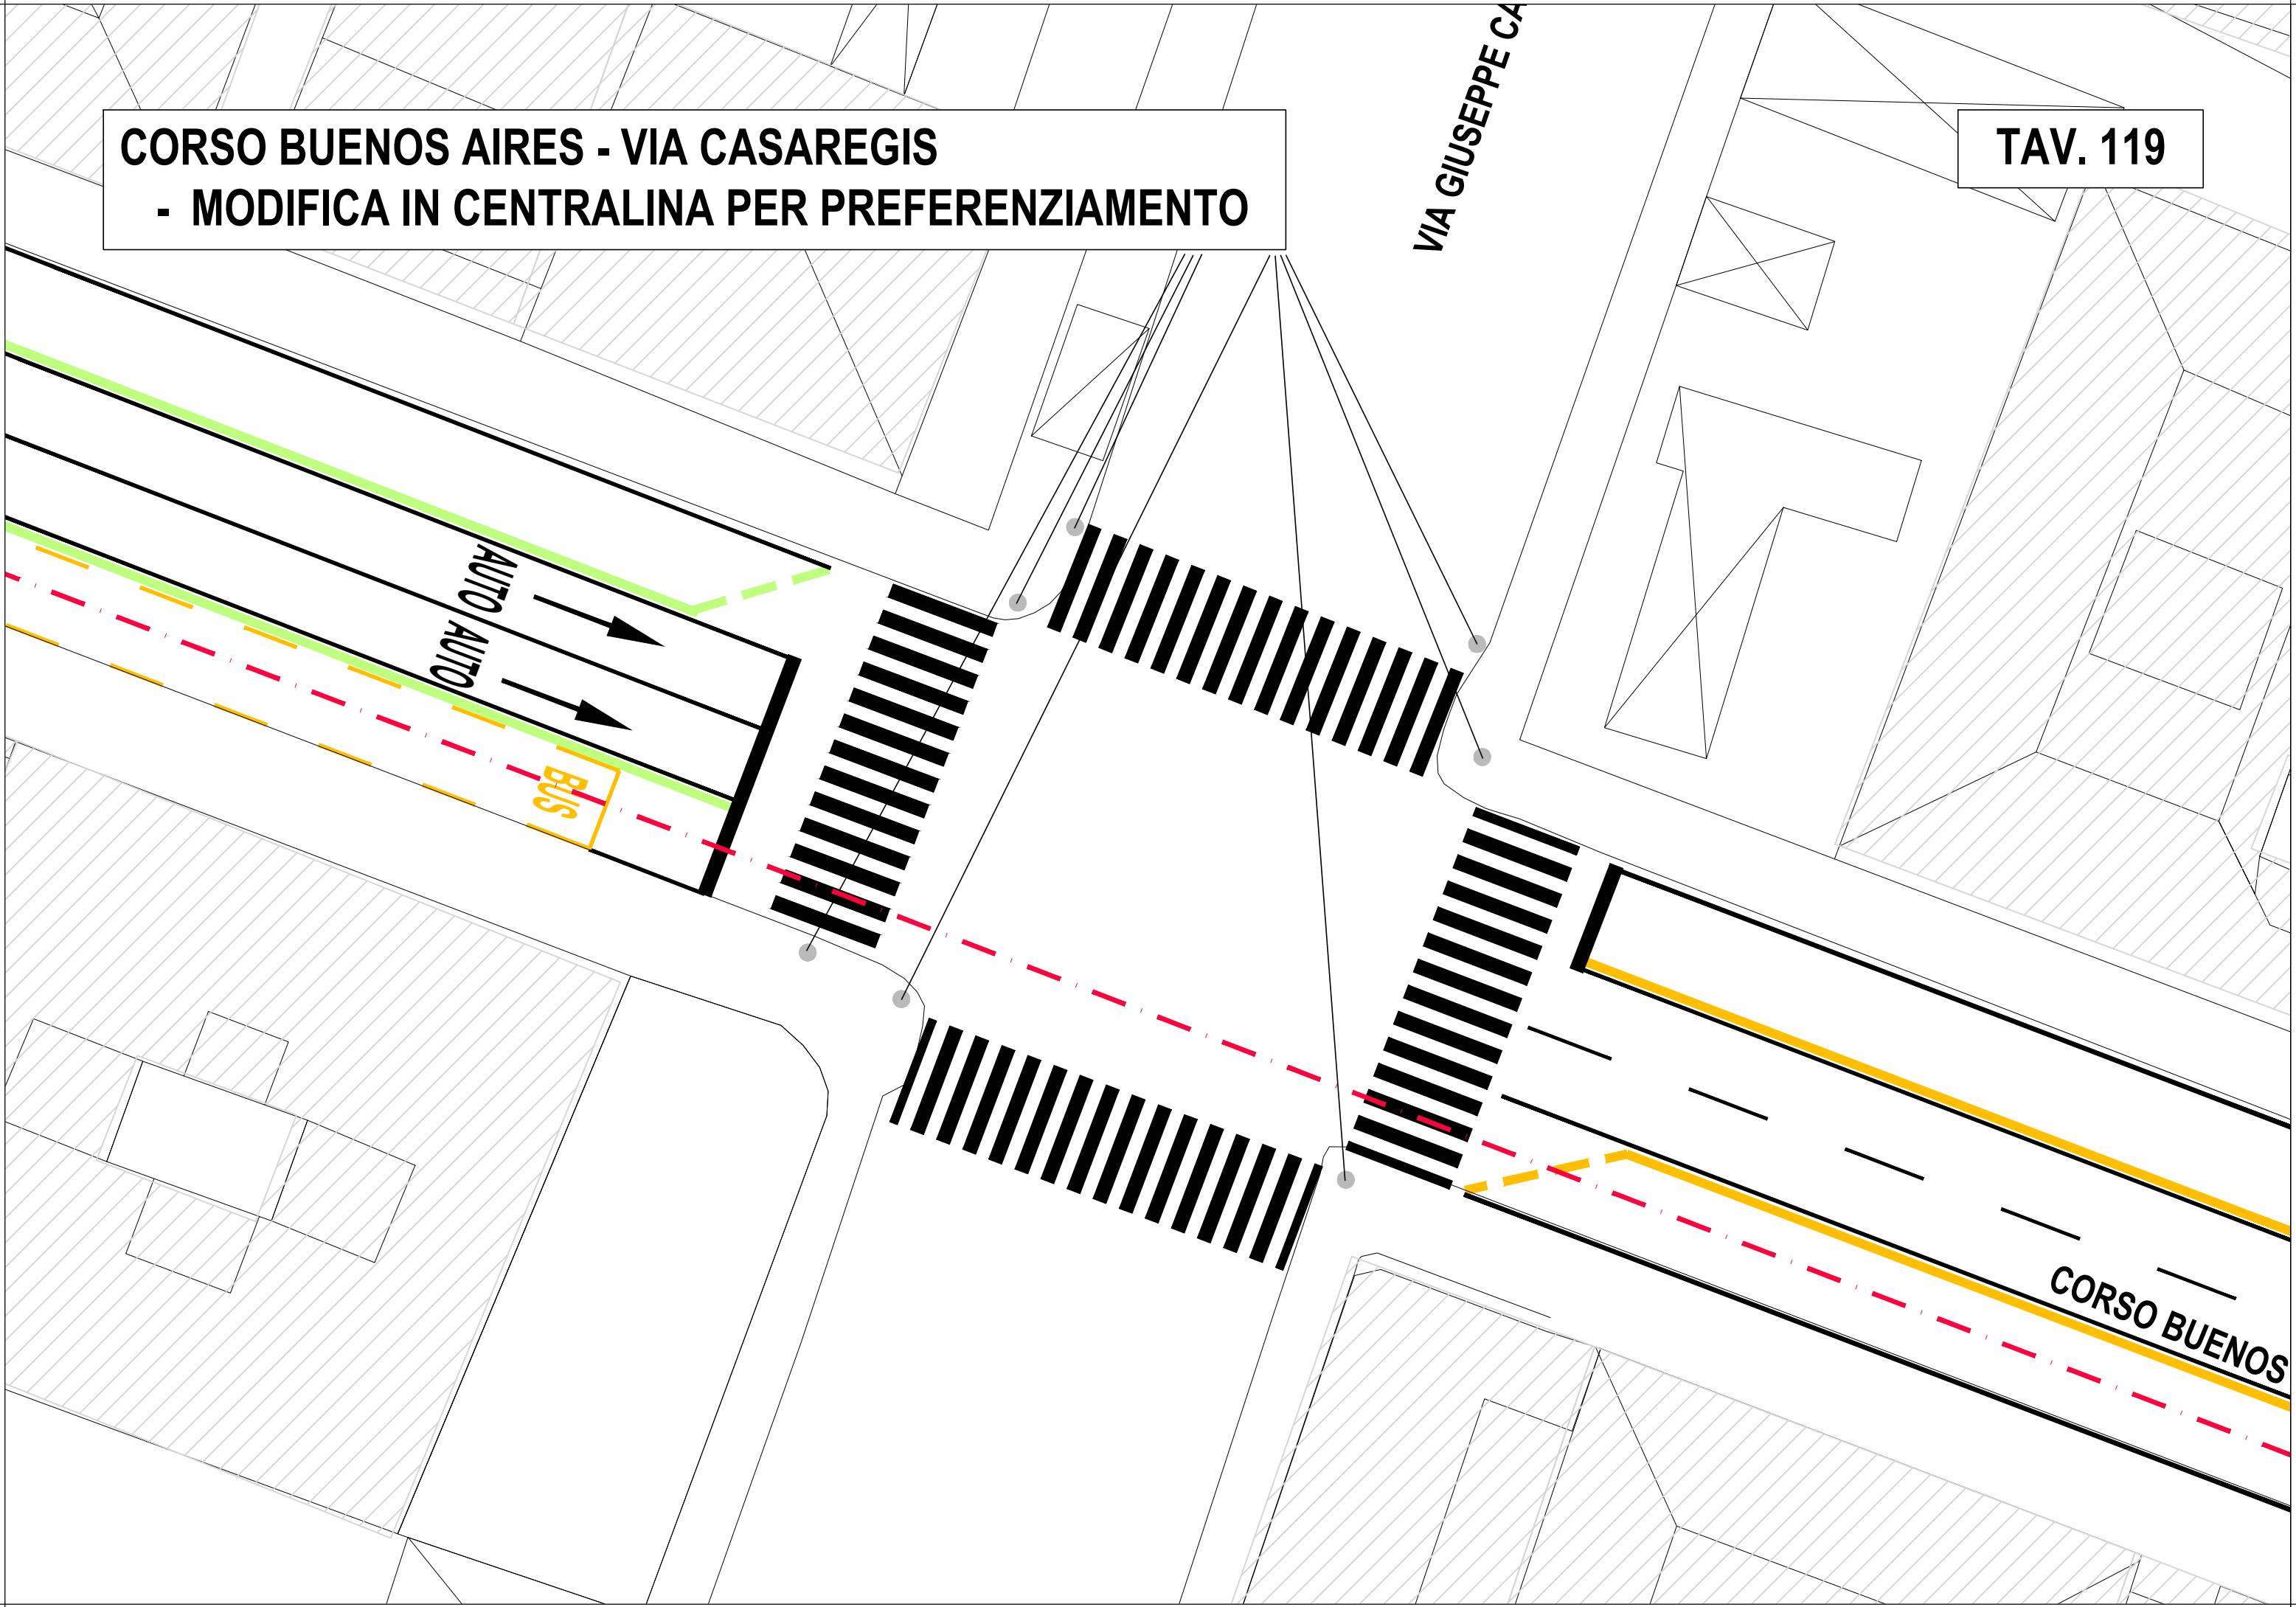 VIA GIUSEPPE CA
CORSO BUENOS AIRES - VIA CASAREGIS
- MODIFICA IN CENTRALINA PER PREFERENZIAMENTO
TAV. 119
AUTO
AUTO
BUS
CORSO BUENOS